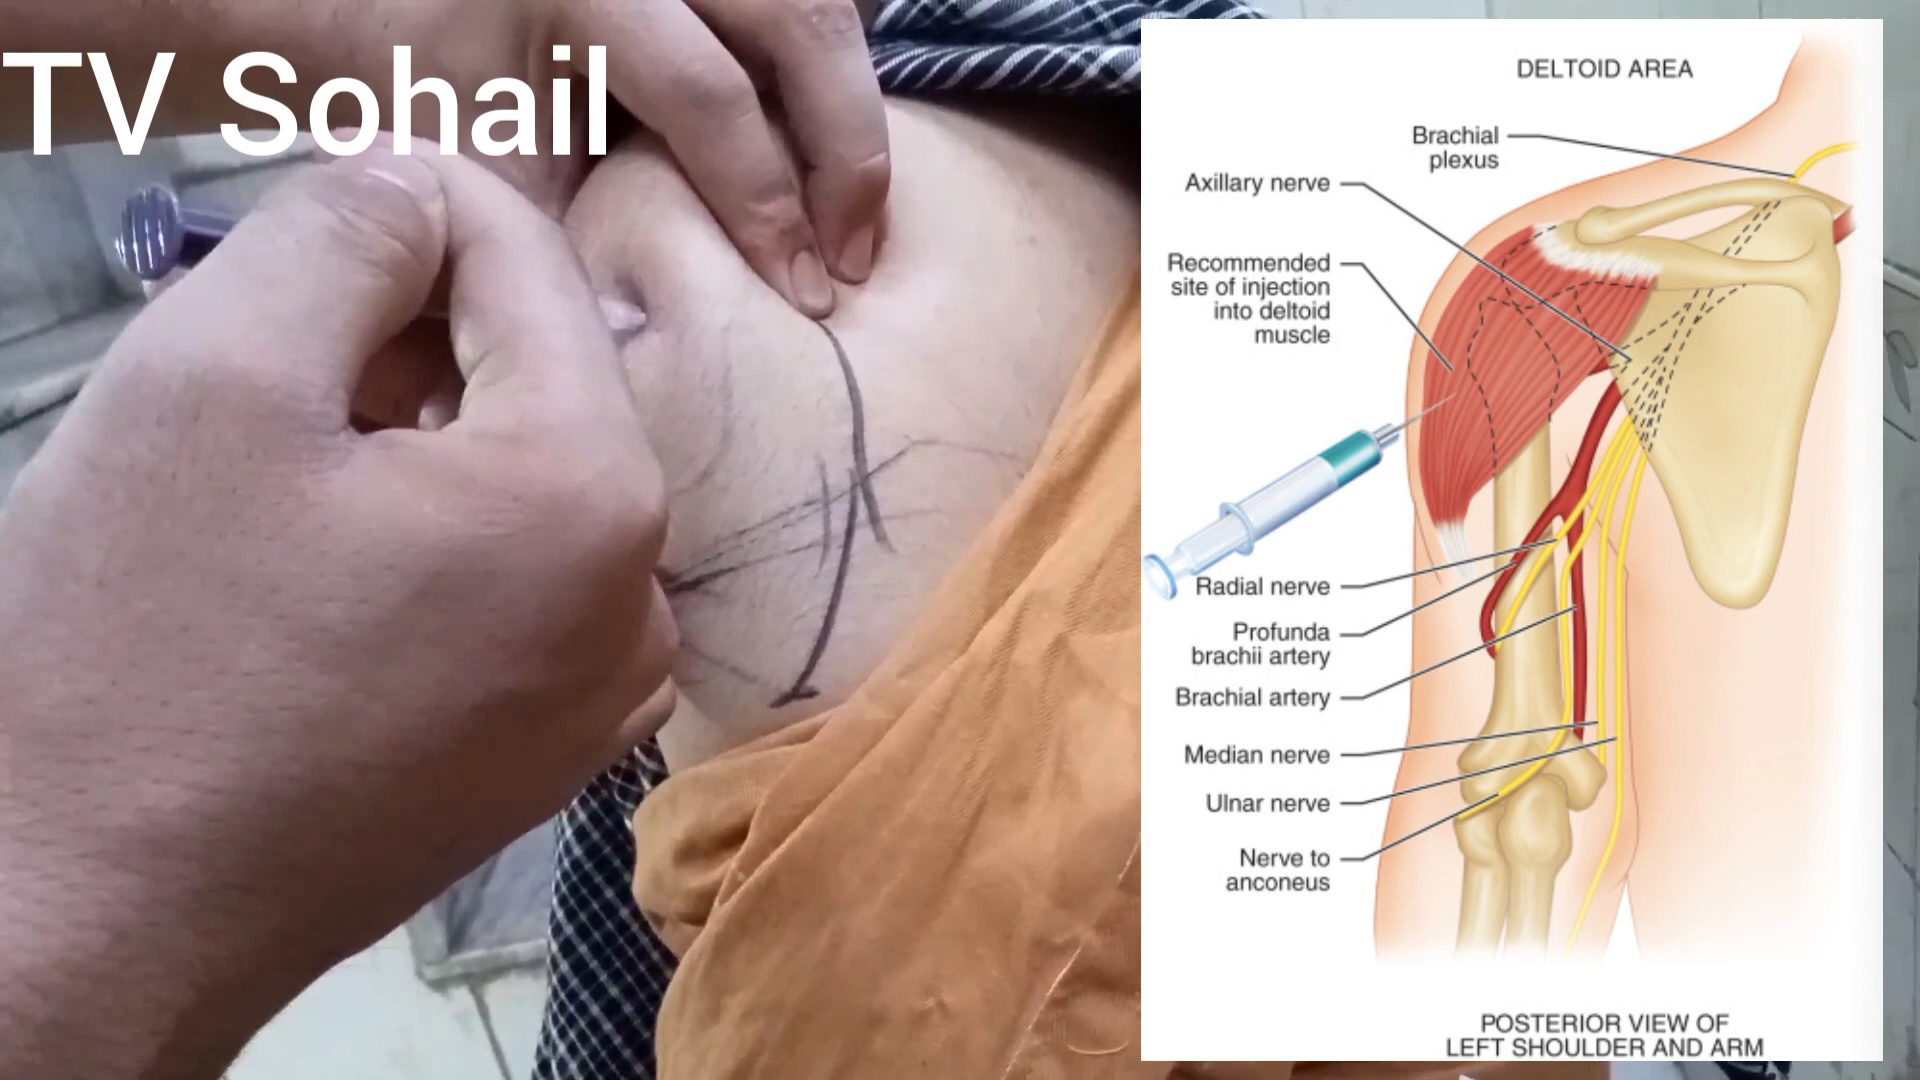 TV Sohail
DELTOID AREA
Brachial
plexus
Axillary nerve
Recommended
site of injection
into deltoid
muscle
Radial nerve
Profunda
brachii artery
Brachial artery
Median nerve
Ulnar nerve
Nerve to
anconeus
POSTERIOR VIEW OF
LEFT SHOULDER AND ARM